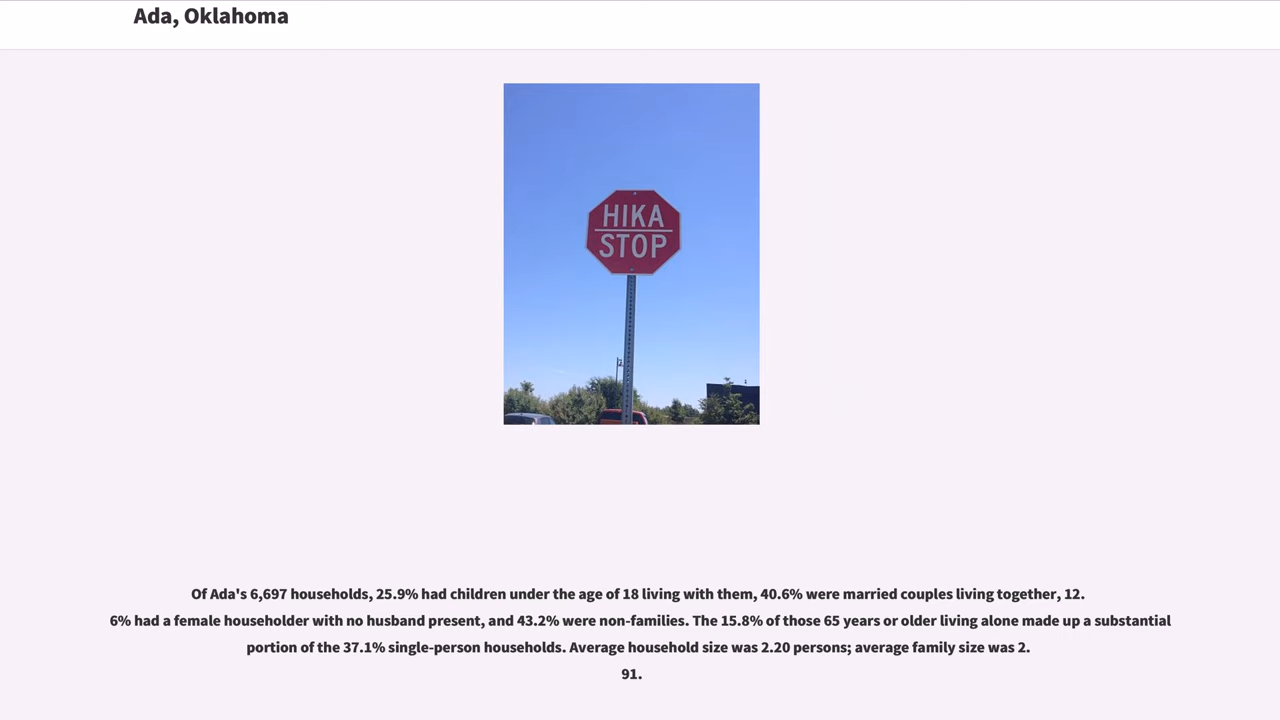 Ada, Oklahoma
HIKA
STOP
Of Ada's 6,697 households, 25.9% had children under the age of 18 living with them, 40.6% were married couples living together, 12.
6% had a female householder with no husband present, and 43.2% were non-families. The 15.8% of those 65 years or older living alone made up a substantial
portion of the 37.1% single-person households. Average household size was 2.20 persons; average family size was 2.
91.